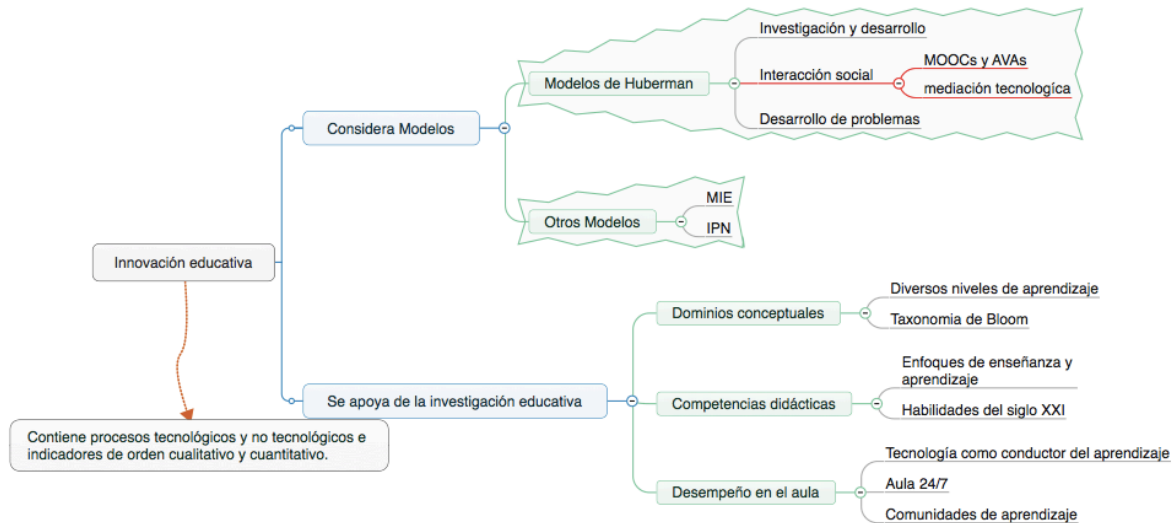 Innovación educativa
Considera Modelos
Modelos de Huberman
Investigación y desarrollo
Interacción social
MOOCs y AVAs
mediación tecnologíca
Desarrollo de problemas
Otros Modelos
MIE
IPN
Se apoya de la investigación educativa
Dominios conceptuales
Diversos niveles de aprendizaje
Taxonomia de Bloom
Competencias didácticas
Enfoques de enseñanza y
aprendizaje
Habilidades del siglo XXI
Desempeño en el aula
Tecnología como conductor del aprendizaje
Aula 24/7
Comunidades de aprendizaje
Contiene procesos tecnológicos y no tecnológicos e
indicadores de orden cualitativo y cuantitativo.